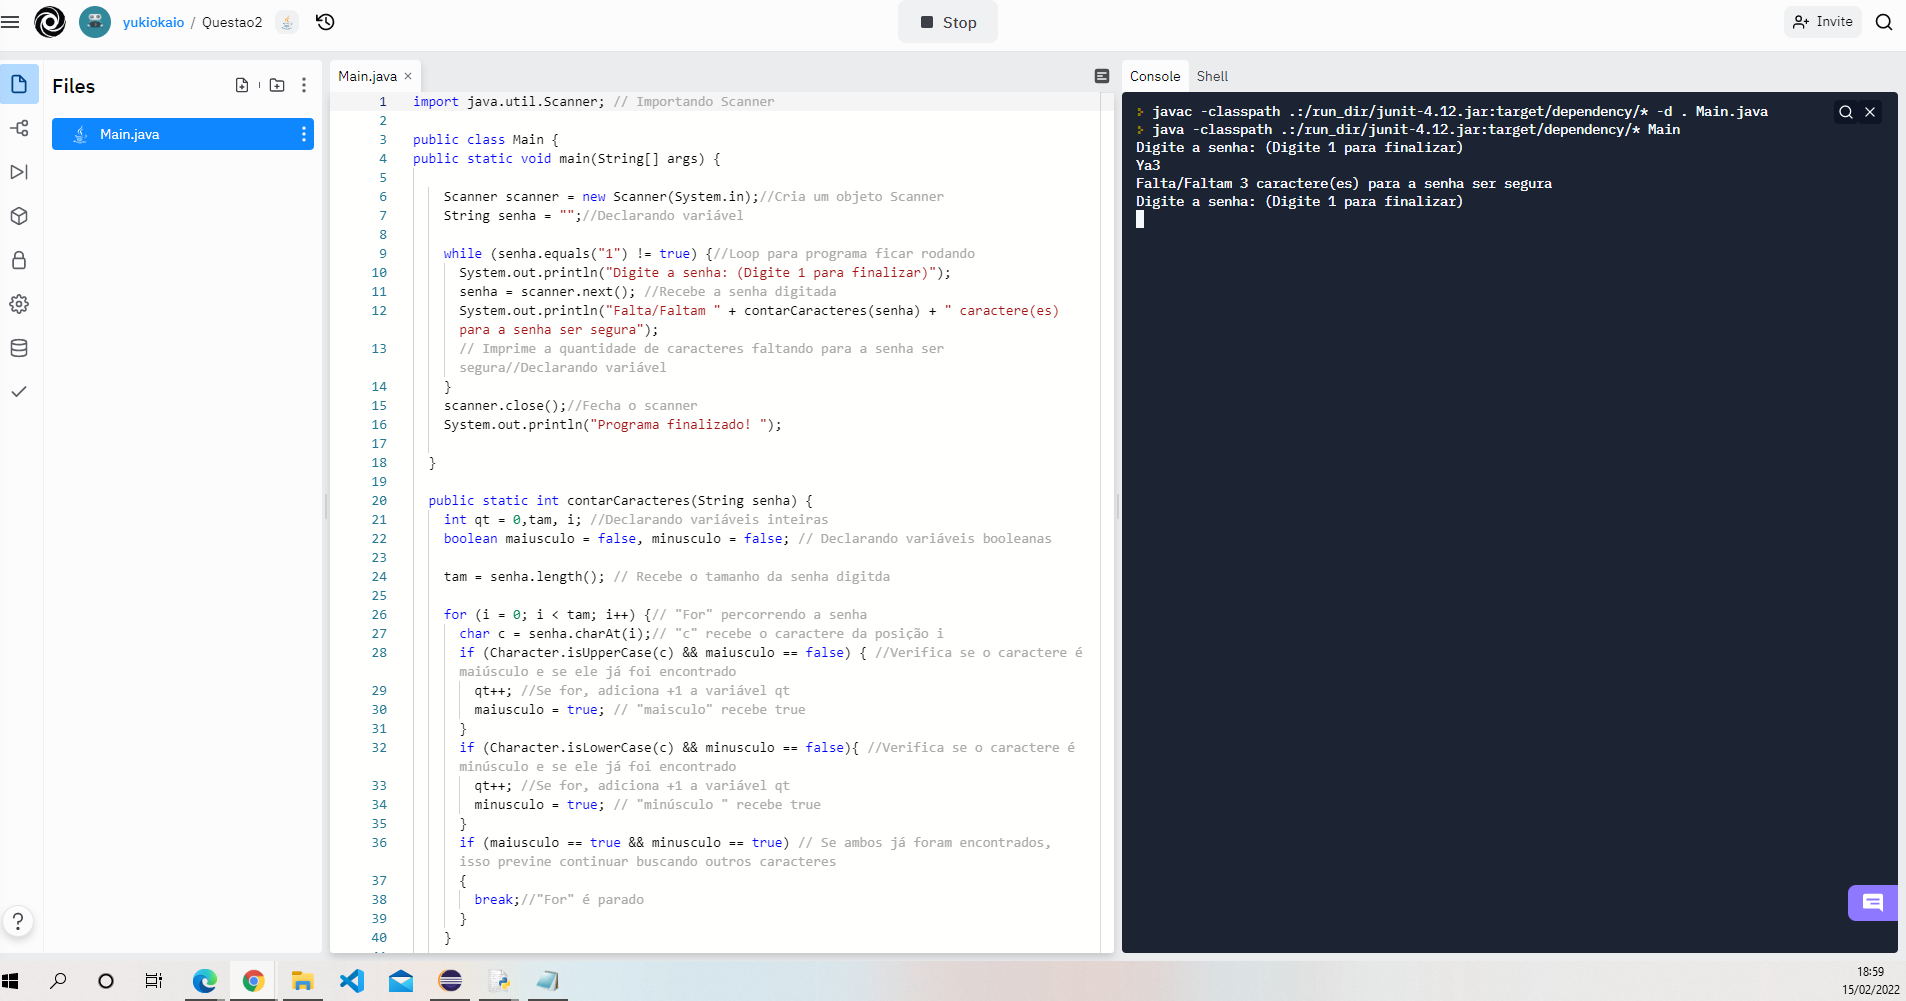 yukiokaio / Questao2
Stop
Invite
Files
Main.java
Main.java ×
1 import java.util.Scanner; // Importando Scanner
2
3 public class Main {
4 public static void main(String[] args) {
5
6 Scanner scanner = new Scanner(System.in);//Cria um objeto Scanner
7 String senha = "";//Declarando variável
8
9 while (senha.equals("1") != true) {//Loop para programa ficar rodando
10 System.out.println("Digite a senha: (Digite 1 para finalizar)");
11 senha = scanner.next(); //Recebe a senha digitada
12 System.out.println("Falta/Faltam " + contarCaracteres(senha) + " caractere(es)
para a senha ser segura");
13 // Imprime a quantidade de caracteres faltando para a senha ser
segura//Declarando variável
14 }
15 scanner.close();//Fecha o scanner
16 System.out.println("Programa finalizado! ");
17
18 }
19
20 public static int contarCaracteres(String senha) {
21 int qt = 0,tam, i; //Declarando variáveis inteiras
22 boolean maiusculo = false, minusculo = false; // Declarando variáveis booleanas
23
24 tam = senha.length(); // Recebe o tamanho da senha digitda
25
26 for (i = 0; i < tam; i++) {// "For" percorrendo a senha
27 char c = senha.charAt(i);// "c" recebe o caractere da posição i
28 if (Character.isUpperCase(c) && maiusculo == false) { //Verifica se o caractere é
maiúsculo e se ele já foi encontrado
29 qt++; //Se for, adiciona +1 a variável qt
30 maiusculo = true; // "maisculo" recebe true
31 }
32 if (Character.isLowerCase(c) && minusculo == false){ //Verifica se o caractere é
minúsculo e se ele já foi encontrado
33 qt++; //Se for, adiciona +1 a variável qt
34 minusculo = true; // "minúsculo " recebe true
35 }
36 if (maiusculo == true && minusculo == true) // Se ambos já foram encontrados,
isso previne continuar buscando outros caracteres
37 {
38 break;//"For" é parado
39 }
40 }
Console Shell
javac -classpath .:/run_dir/junit-4.12.jar:target/dependency/* -d . Main.java
java -classpath .:/run_dir/junit-4.12.jar:target/dependency/* Main
Digite a senha: (Digite 1 para finalizar)
Ya3
Falta/Faltam 3 caractere(es) para a senha ser segura
Digite a senha: (Digite 1 para finalizar)
?
18:59
15/02/2022